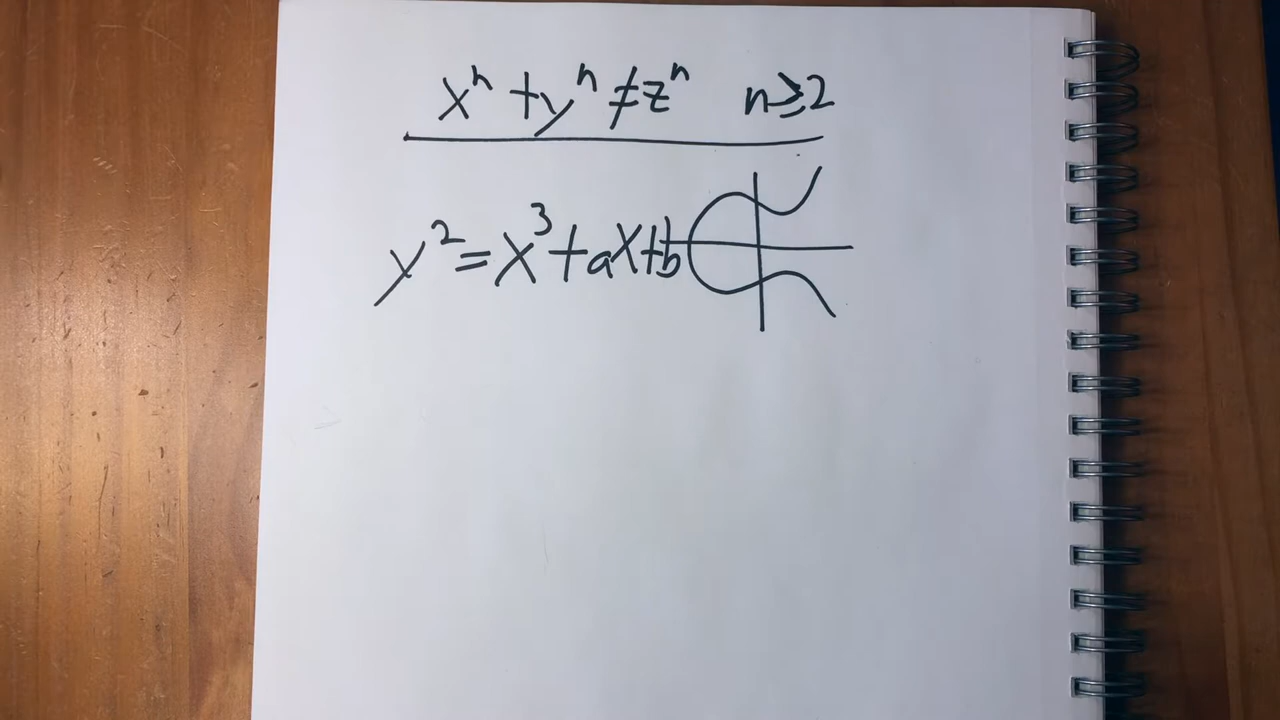 xⁿ + yⁿ ≠ zⁿ n ≥ 2
y² = x³ + ax + b